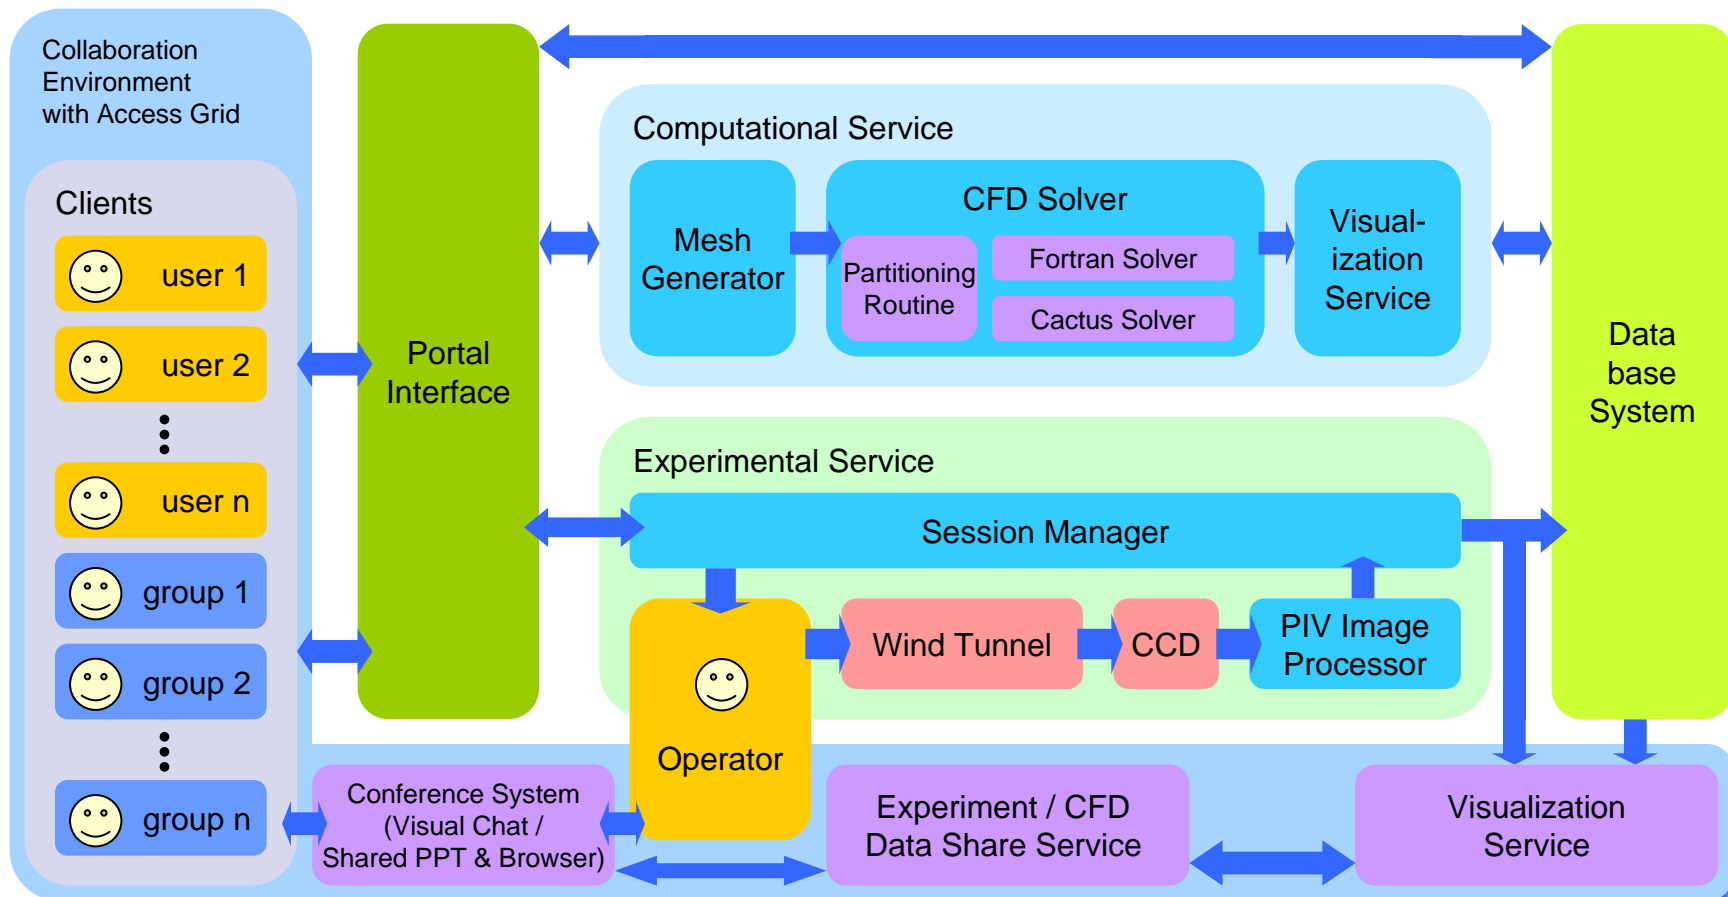 Collaboration
Environment
with Access Grid
Clients
user 1
user 2
user n
group 1
group 2
group n
Portal
Interface
Computational Service
Mesh
Generator
CFD Solver
Partitioning
Routine
Fortran Solver
Cactus Solver
Visual-
ization
Service
Experimental Service
Session Manager
Operator
Wind Tunnel
CCD
PIV Image
Processor
Data
base
System
Conference System
(Visual Chat /
Shared PPT & Browser)
Experiment / CFD
Data Share Service
Visualization
Service